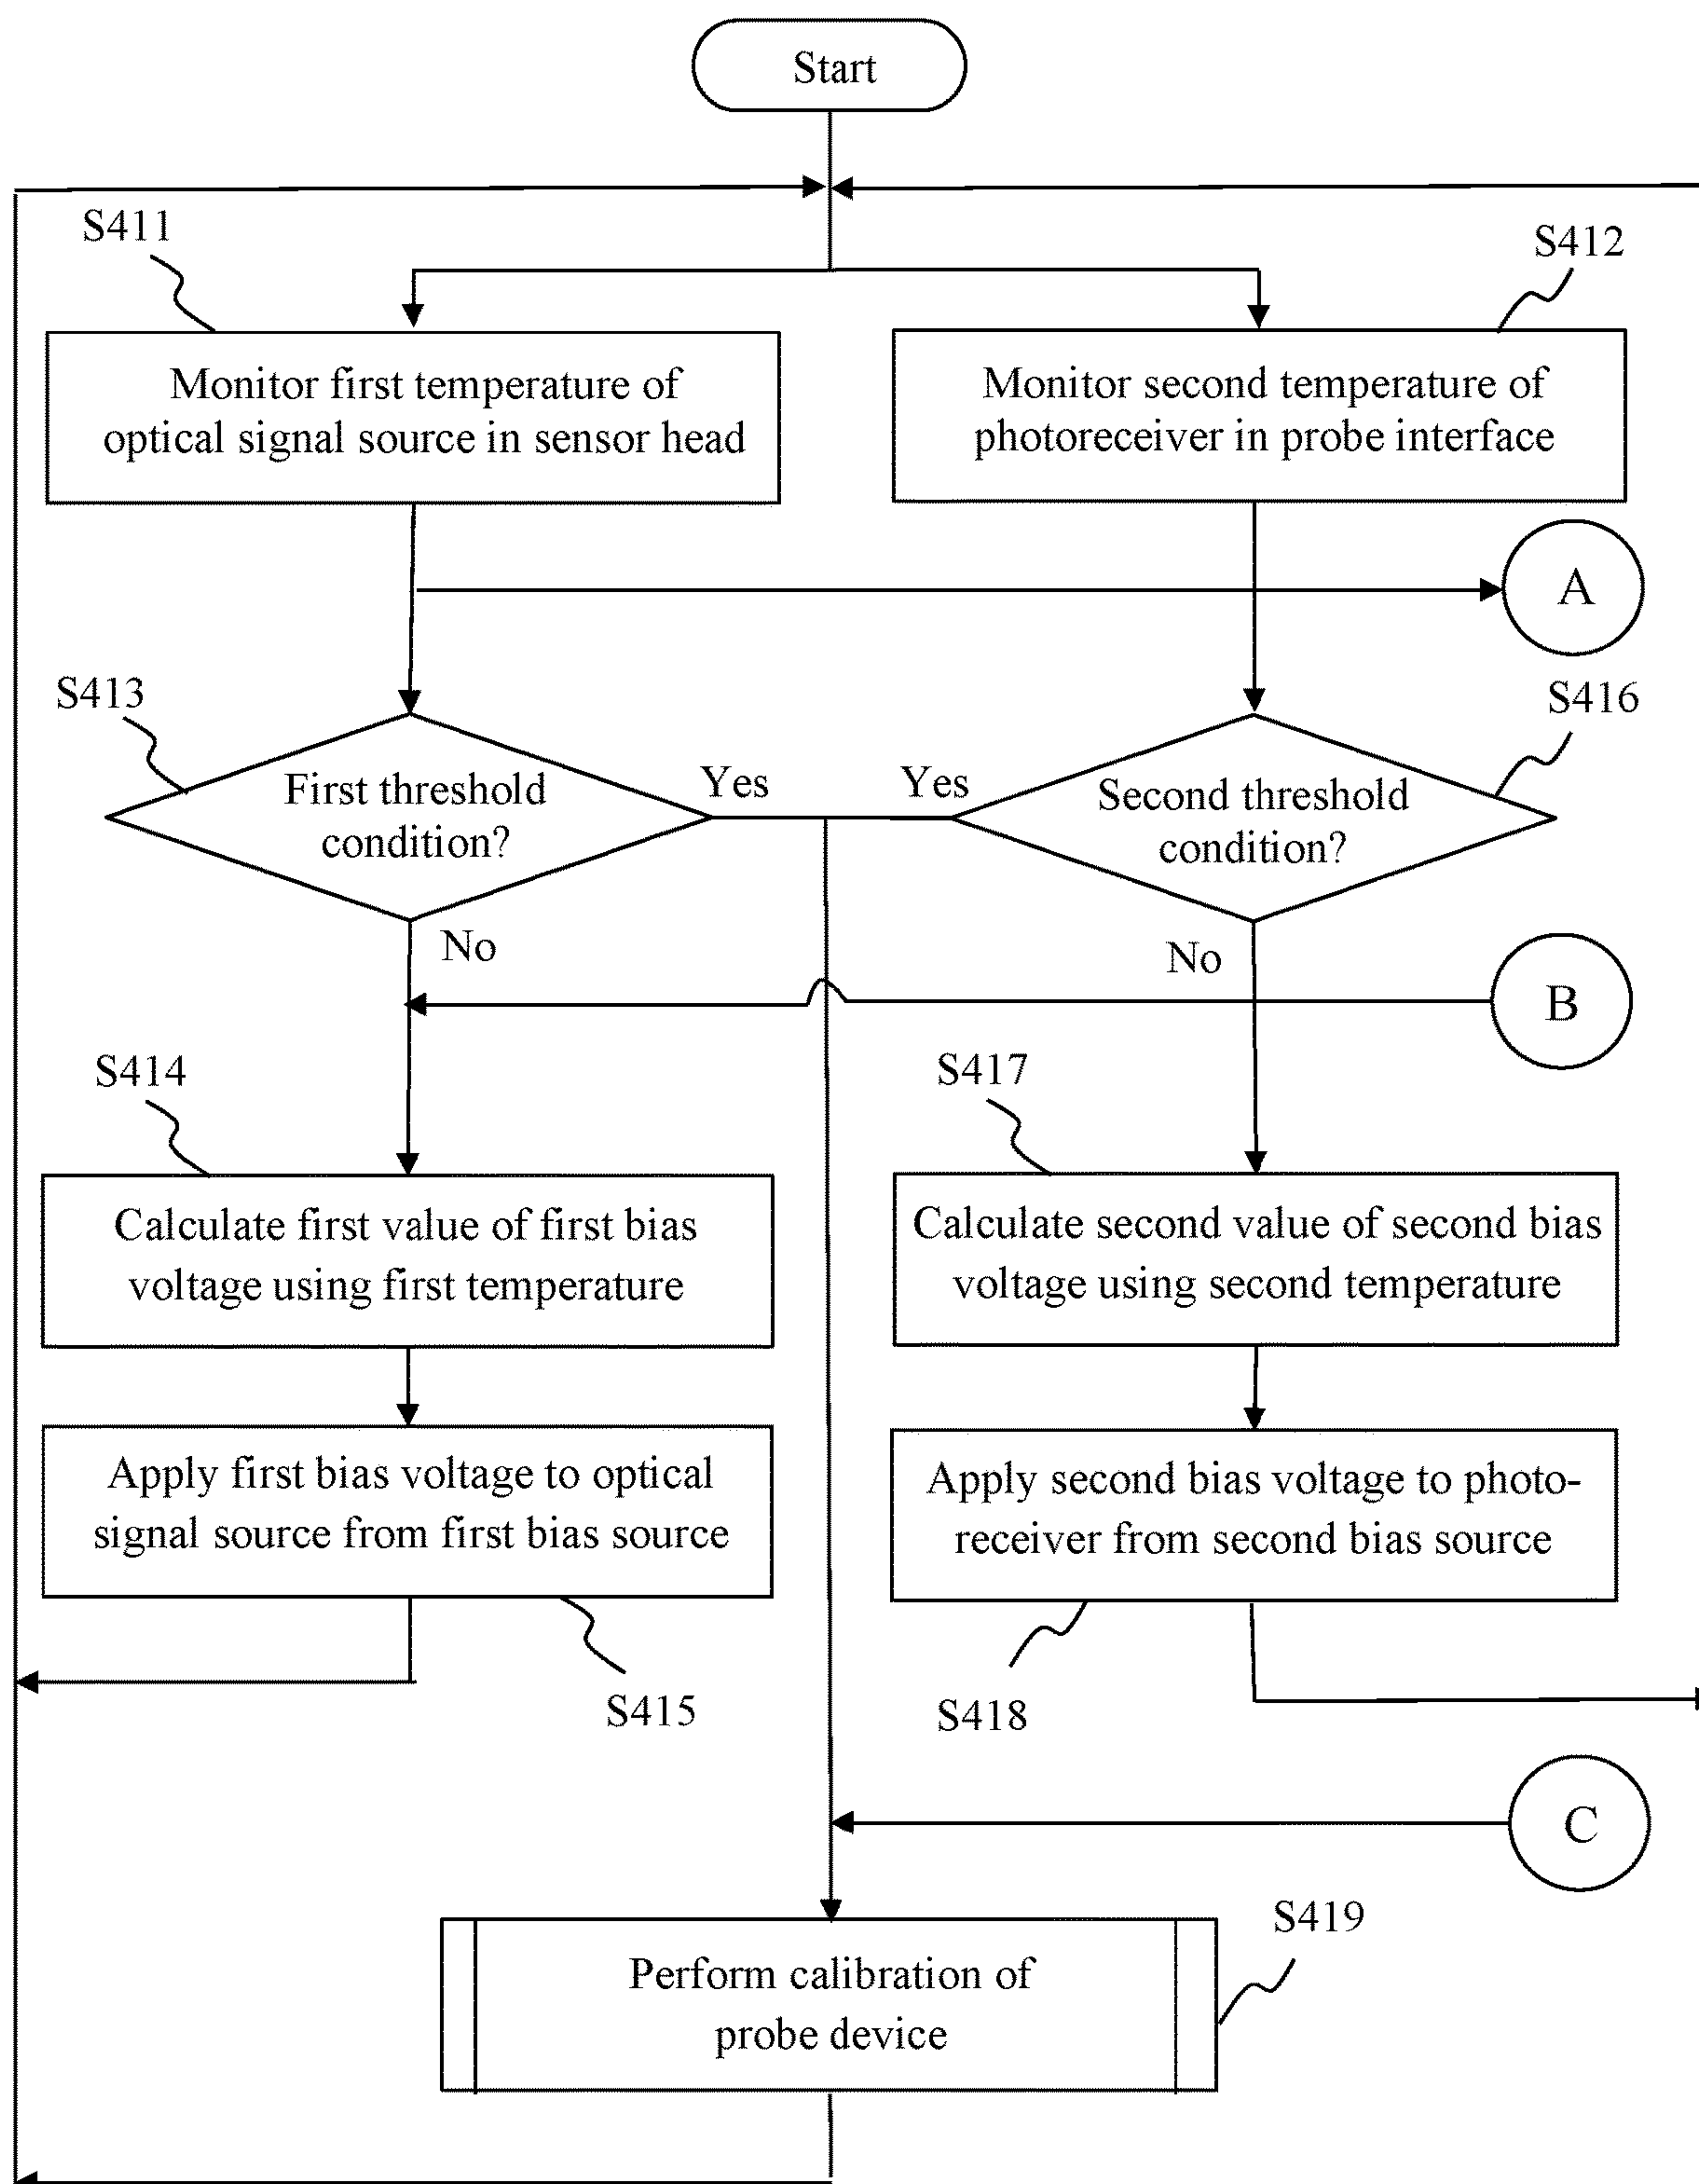 Start
S411
S412
Monitor first temperature of
optical signal source in sensor head
Monitor second temperature of
photoreceiver in probe interface
A
S413
S416
First threshold
condition?
Yes
Yes
Second threshold
condition?
No
No
B
S414
S417
Calculate first value of first bias
voltage using first temperature
Calculate second value of second bias
voltage using second temperature
Apply first bias voltage to optical
signal source from first bias source
Apply second bias voltage to photo-
receiver from second bias source
S415
S418
C
S419
Perform calibration of
probe device